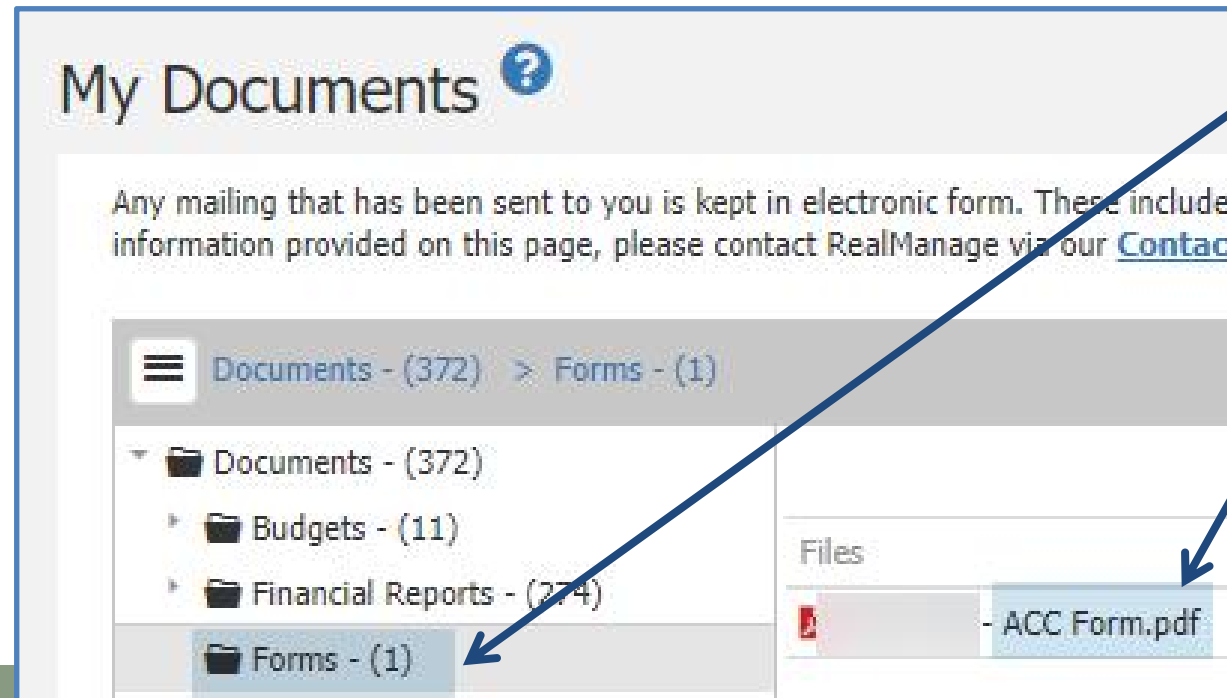 My Documents ?
Any mailing that has been sent to you is kept in electronic form. These include
information provided on this page, please contact RealManage via our Contac
Documents - (372) > Forms - (1)
Documents - (372)
Budgets - (11)
Financial Reports - (274)
Files
- ACC Form.pdf
Forms - (1)